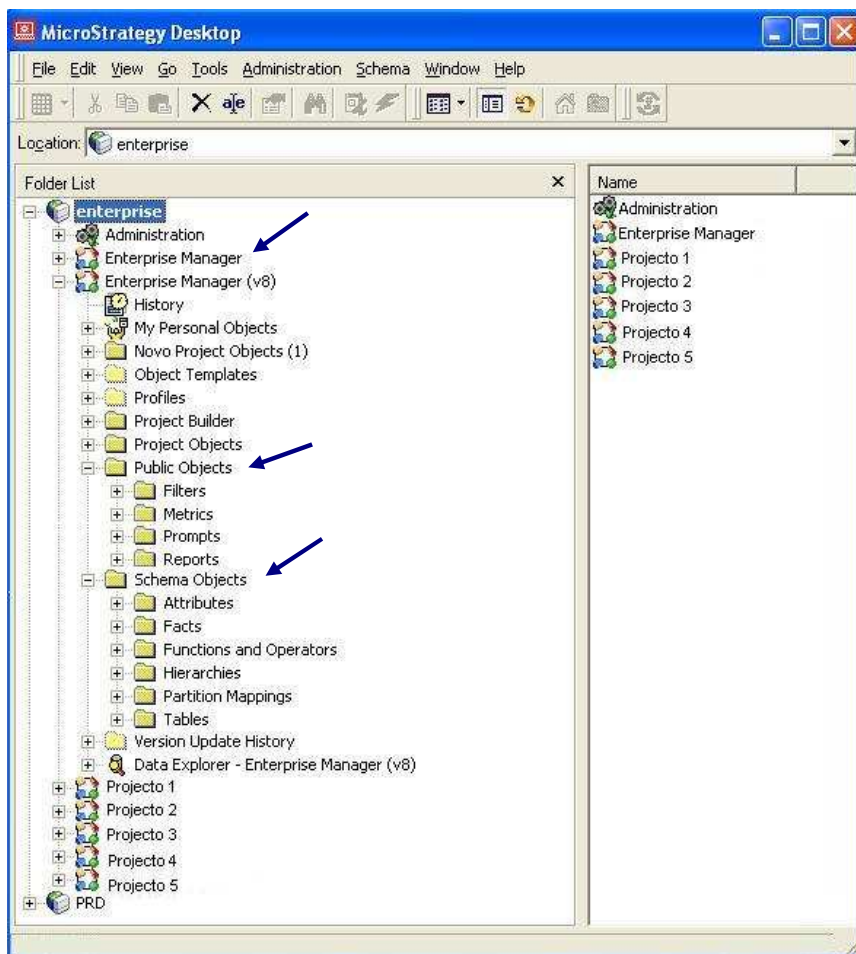 MicroStrategy Desktop
File Edit View Go Tools Administration Schema Window Help
Location: enterprise
Folder List
enterprise
Administration
Enterprise Manager
Enterprise Manager (v8)
History
My Personal Objects
Novo Project Objects (1)
Object Templates
Profiles
Project Builder
Project Objects
Public Objects
Filters
Metrics
Prompts
Reports
Schema Objects
Attributes
Facts
Functions and Operators
Hierarchies
Partition Mappings
Tables
Version Update History
Data Explorer - Enterprise Manager (v8)
Projecto 1
Projecto 2
Projecto 3
Projecto 4
Projecto 5
PRD
Name
Administration
Enterprise Manager
Projecto 1
Projecto 2
Projecto 3
Projecto 4
Projecto 5